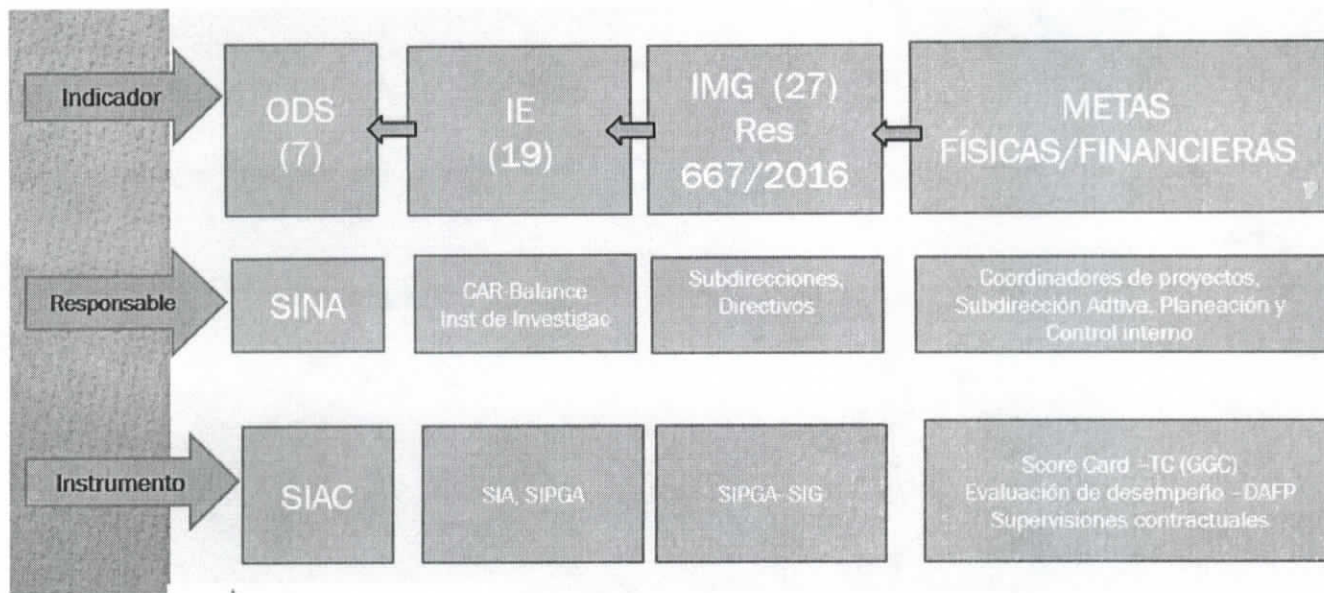 Indicador
ODS
(7)
IE
(19)
IMG (27)
Res
667/2016
METAS
FÍSICAS/FINANCIERAS
Responsable
SINA
CAR-Balance
Inst de Investigac
Subdirecciones,
Directivos
Coordinadores de proyectos,
Subdirección Adtiva, Planeación y
Control interno
Instrumento
SIAC
SIA, SIPGA
SIPGA-SIG
Score Card –TC (GGC)
Evaluación de desempeño –DAFP
Supervisiones contractuales